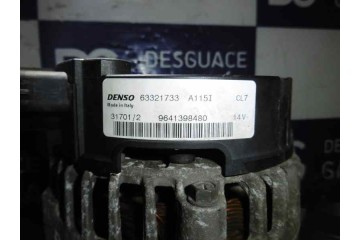 DESGUACE
DENSO 63321733 A115I CL7
Made in Italy
31701/2 9641398480 14V